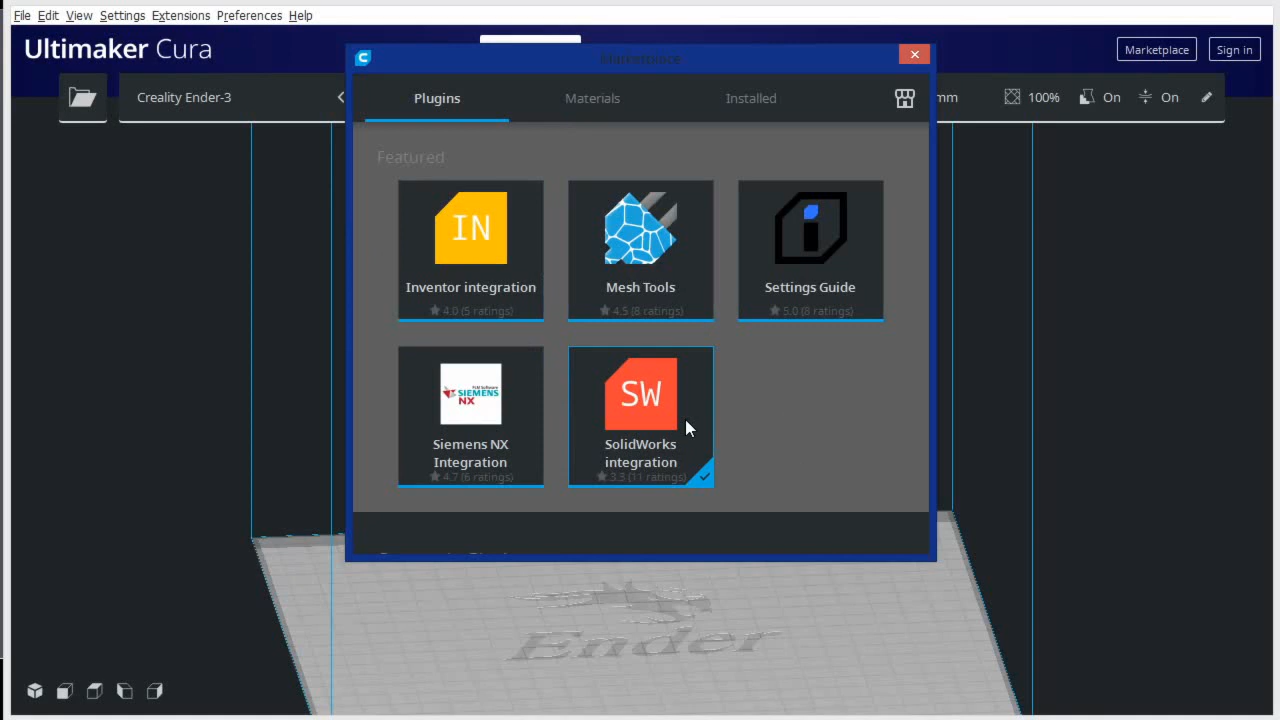 File Edit View Settings Extensions Preferences Help
Ultimaker Cura
Marketplace
Sign in
Marketplace
Creality Ender-3
Plugins
Materials
Installed
mm
100%
On
On
Featured
IN
Inventor integration
4.0 (5 ratings)
Mesh Tools
4.5 (8 ratings)
Settings Guide
5.0 (8 ratings)
SIEMENS
NX
Siemens NX
Integration
4.7 (6 ratings)
SW
SolidWorks
integration
3.3 (11 ratings)
Ender